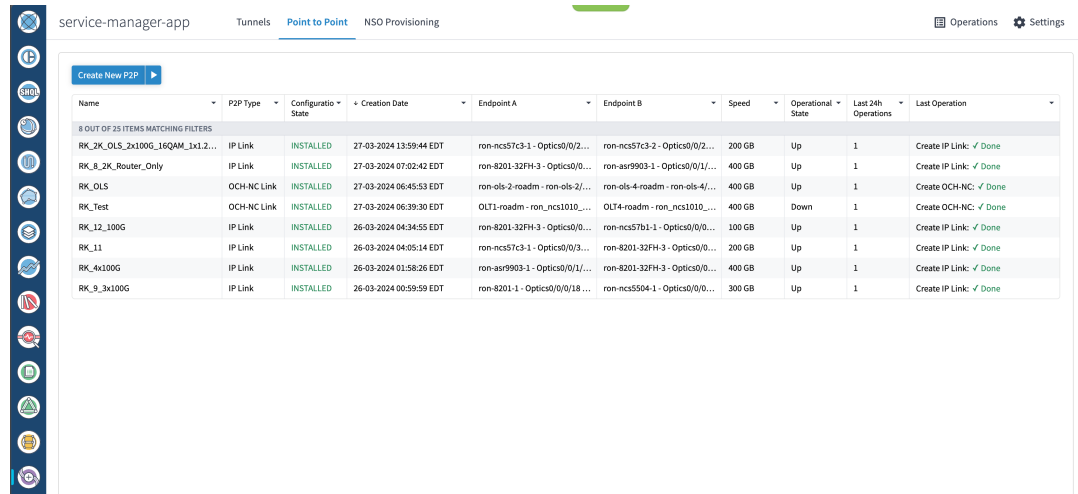 service-manager-app Tunnels Point to Point NSO Provisioning Operations Settings
SHQL
Create New P2P
Name P2P Type Configuratio State ↓ Creation Date Endpoint A Endpoint B Speed Operational State Last 24h Operations Last Operation
8 OUT OF 25 ITEMS MATCHING FILTERS
RK_2K_OLS_2x100G_16QAM_1x1.2... IP Link INSTALLED 27-03-2024 13:59:44 EDT ron-ncs57c3-1 - Optics0/0/2... ron-ncs57c3-2 - Optics0/0/2... 200 GB Up 1 Create IP Link: ✓ Done
RK_8_2K_Router_Only IP Link INSTALLED 27-03-2024 07:02:42 EDT ron-8201-32FH-3 - Optics0/0... ron-asr9903-1 - Optics0/0/1/... 400 GB Up 1 Create IP Link: ✓ Done
RK_OLS OCH-NC Link INSTALLED 27-03-2024 06:45:53 EDT ron-ols-2-roadm - ron-ols-2/... ron-ols-4-roadm - ron-ols-4/... 400 GB Up 1 Create OCH-NC: ✓ Done
RK_Test OCH-NC Link INSTALLED 27-03-2024 06:39:30 EDT OLT1-roadm - ron_ncs1010_... OLT4-roadm - ron_ncs1010_... 400 GB Down 1 Create OCH-NC: ✓ Done
RK_12_100G IP Link INSTALLED 26-03-2024 04:34:55 EDT ron-8201-32FH-3 - Optics0/0... ron-ncs57b1-1 - Optics0/0/0... 100 GB Up 1 Create IP Link: ✓ Done
RK_11 IP Link INSTALLED 26-03-2024 04:05:14 EDT ron-ncs57c3-1 - Optics0/0/3... ron-8201-32FH-3 - Optics0/0... 200 GB Up 1 Create IP Link: ✓ Done
RK_4x100G IP Link INSTALLED 26-03-2024 01:58:26 EDT ron-asr9903-1 - Optics0/0/1/... ron-8201-32FH-3 - Optics0/0... 400 GB Up 1 Create IP Link: ✓ Done
RK_9_3x100G IP Link INSTALLED 26-03-2024 00:59:59 EDT ron-8201-1 - Optics0/0/0/18 ... ron-ncs5504-1 - Optics0/0/0... 300 GB Up 1 Create IP Link: ✓ Done